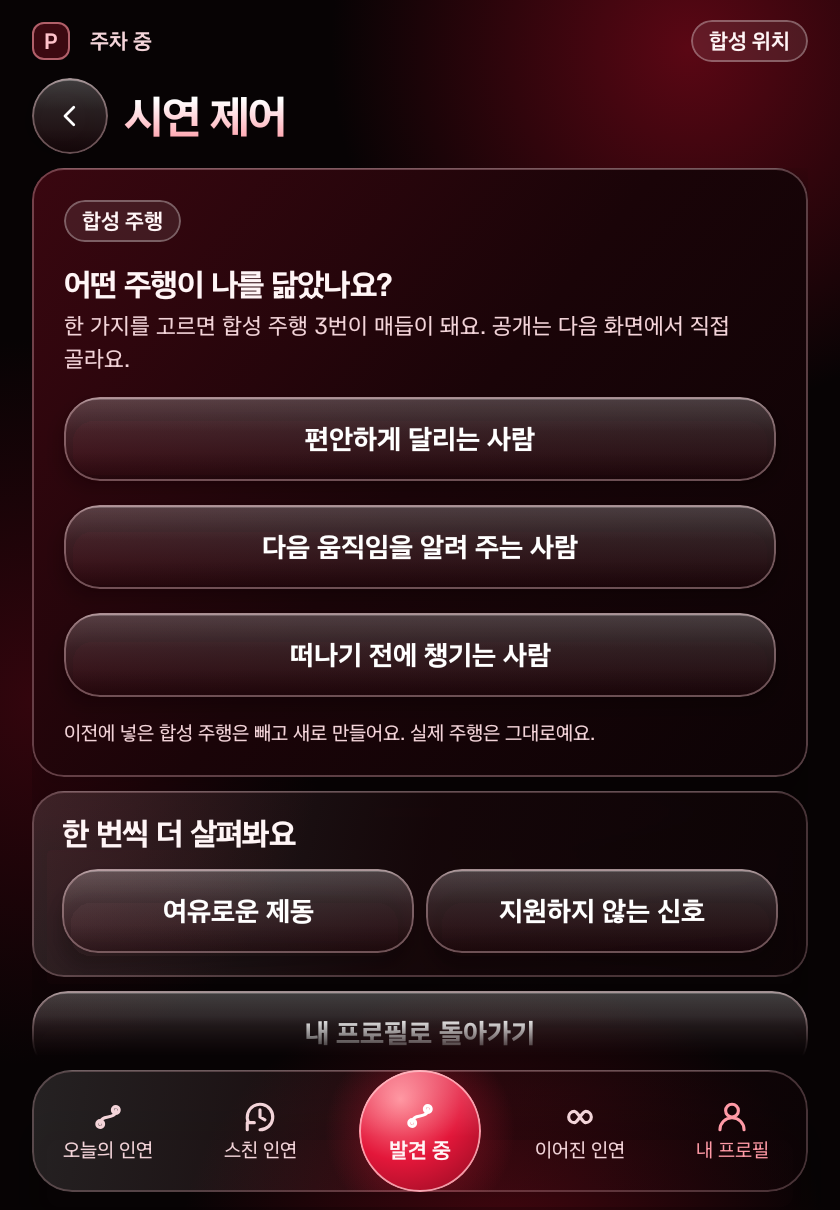 P 주차 중
합성 위치
시연 제어
합성 주행
어떤 주행이 나를 닮았나요?
한 가지를 고르면 합성 주행 3번이 매듭이 돼요. 공개는 다음 화면에서 직접
골라요.
편안하게 달리는 사람
다음 움직임을 알려 주는 사람
떠나기 전에 챙기는 사람
이전에 넣은 합성 주행은 빼고 새로 만들어요. 실제 주행은 그대로예요.
한 번씩 더 살펴봐요
여유로운 제동
지원하지 않는 신호
내 프로필로 돌아가기
오늘의 인연
스친 인연
발견 중
이어진 인연
내 프로필